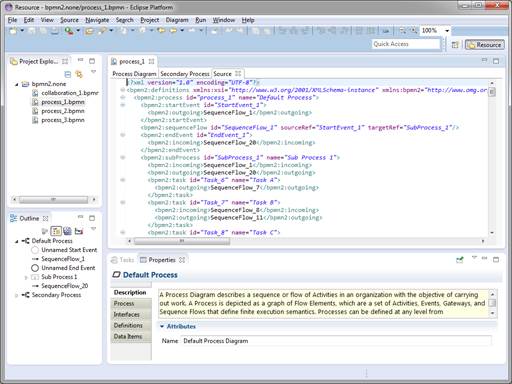 Resource - bpmn2.none/process_1.bpmn - Eclipse Platform
File Edit View Source Navigate Search Project Diagram Run Window Help
100%
Quick Access
Resource
Project Explo...
bpmn2.none
collaboration_1.bpmn
process_1.bpmn
process_2.bpmn
process_3.bpmn
process_1
Process Diagram Secondary Process Source
<?xml version="1.0" encoding="UTF-8"?>
<bpmn2:definitions xmlns:xsi="http://www.w3.org/2001/XMLSchema-instance" xmlns:bpmn2="http://www.omg.or
<bpmn2:process id="process_1" name="Default Process">
<bpmn2:startEvent id="StartEvent_1">
<bpmn2:outgoing>SequenceFlow_1</bpmn2:outgoing>
</bpmn2:startEvent>
<bpmn2:sequenceFlow id="SequenceFlow_1" sourceRef="StartEvent_1" targetRef="SubProcess_1"/>
<bpmn2:endEvent id="EndEvent_1">
<bpmn2:incoming>SequenceFlow_20</bpmn2:incoming>
</bpmn2:endEvent>
<bpmn2:subProcess id="SubProcess_1" name="Sub Process 1">
<bpmn2:incoming>SequenceFlow_1</bpmn2:incoming>
<bpmn2:outgoing>SequenceFlow_20</bpmn2:outgoing>
<bpmn2:task id="Task_6" name="Task A">
<bpmn2:outgoing>SequenceFlow_7</bpmn2:outgoing>
</bpmn2:task>
<bpmn2:task id="Task_7" name="Task B">
<bpmn2:incoming>SequenceFlow_8</bpmn2:incoming>
<bpmn2:outgoing>SequenceFlow_11</bpmn2:outgoing>
</bpmn2:task>
<bpmn2:task id="Task_8" name="Task C">
Outline
Default Process
Unnamed Start Event
SequenceFlow_1
Unnamed End Event
Sub Process 1
SequenceFlow_20
Secondary Process
Tasks Properties
Default Process
Description
Process
Interfaces
Definitions
Data Items
A Process Diagram describes a sequence or flow of Activities in an organization with the objective of carrying
out work. A Process is depicted as a graph of Flow Elements, which are a set of Activities, Events, Gateways, and
Sequence Flows that define finite execution semantics. Processes can be defined at any level from
Attributes
Name Default Process Diagram